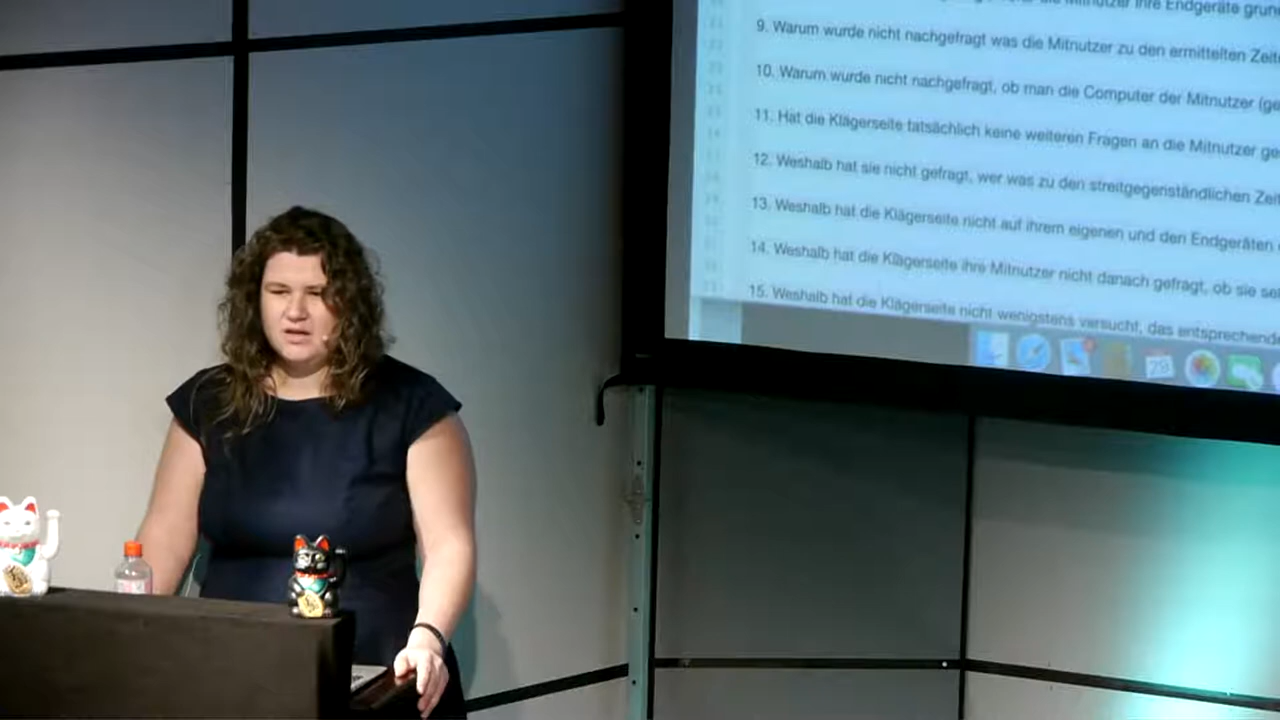 Mitnutzer ihre Endgeräte
9. Warum wurde nicht nachgefragt was die Mitnutzer zu den ermittelten
10. Warum wurde nicht nachgefragt, ob man die Computer der Mitnutzer
11. Hat die Klägerseite tatsächlich keine weiteren Fragen an die Mitnutzer
12. Weshalb hat sie nicht gefragt, wer was zu den streitgegenständlichen
13. Weshalb hat die Klägerseite nicht auf ihrem eigenen und den Endgeräten
14. Weshalb hat die Klägerseite ihre Mitnutzer nicht danach gefragt, ob sie
15. Weshalb hat die Klägerseite nicht wenigstens versucht, das
29